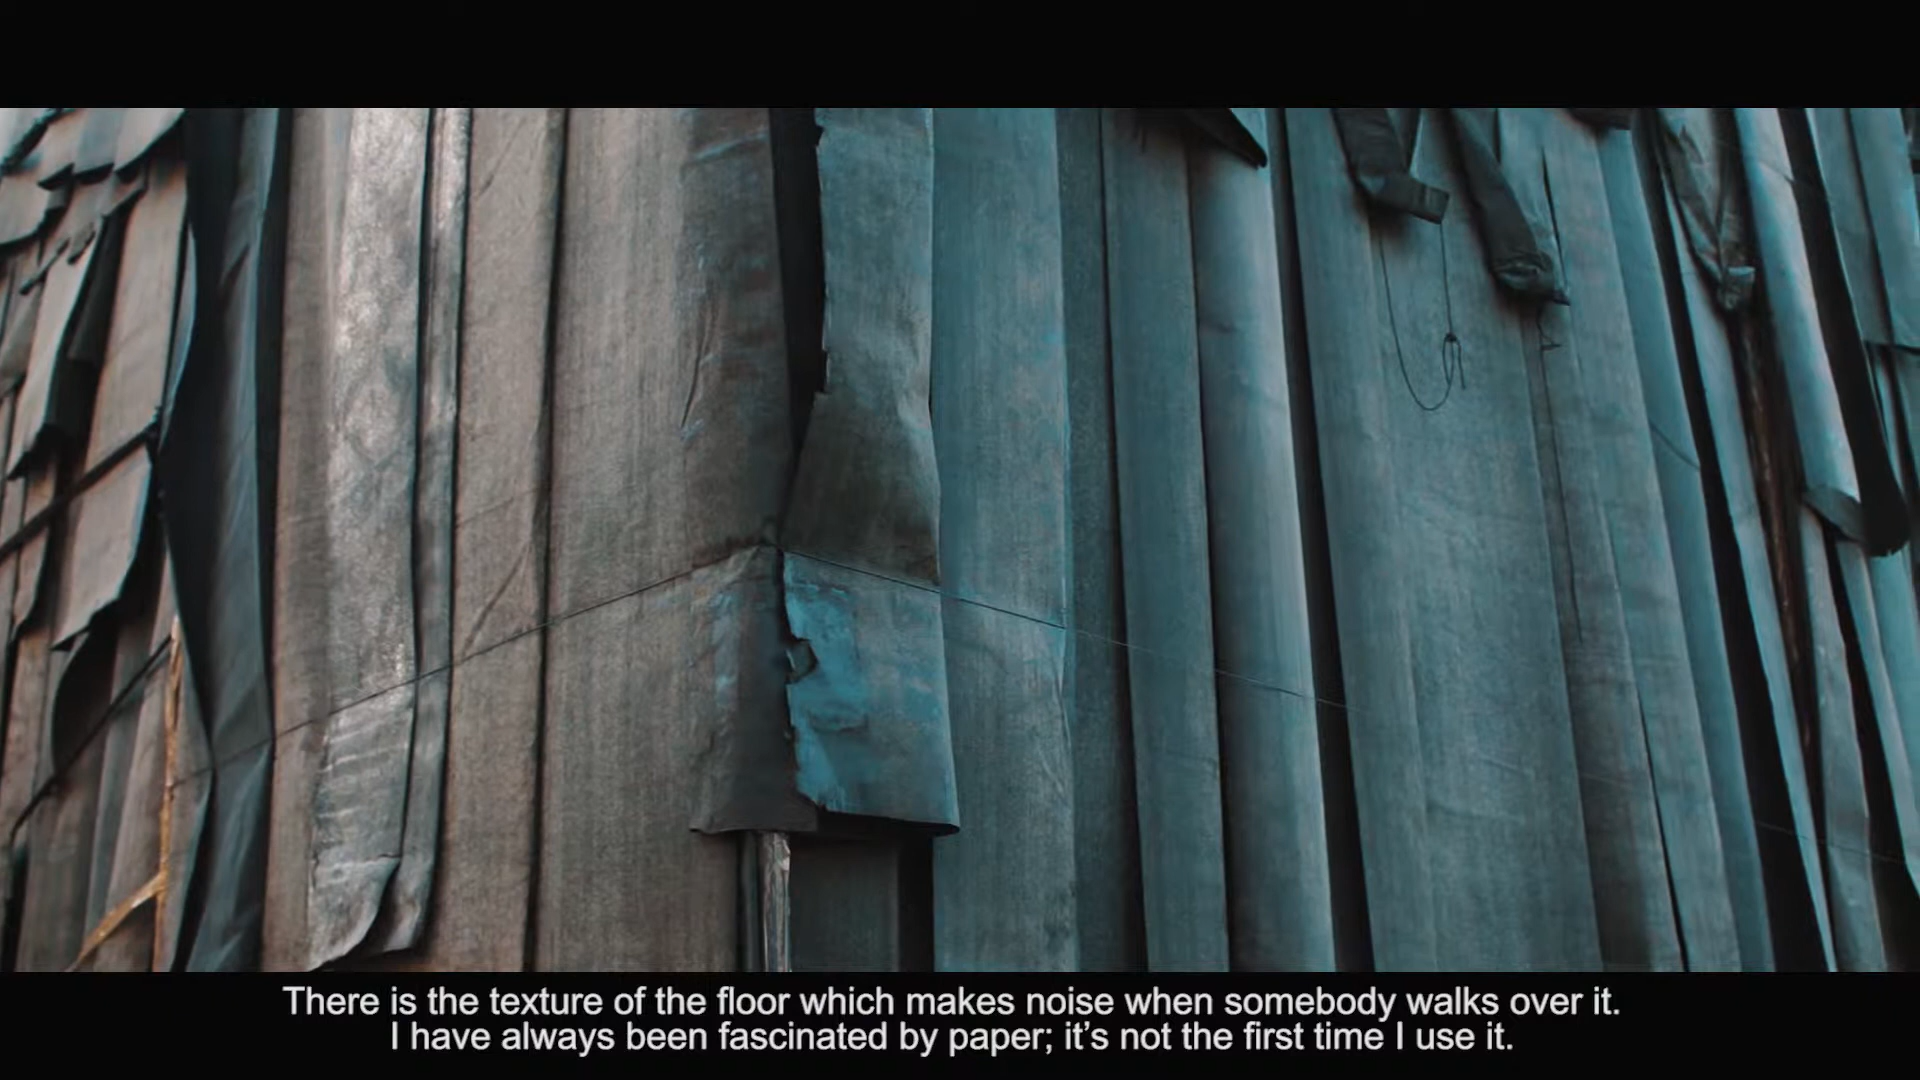 There is the texture of the floor which makes noise when somebody walks over it.
I have always been fascinated by paper; it’s not the first time I use it.